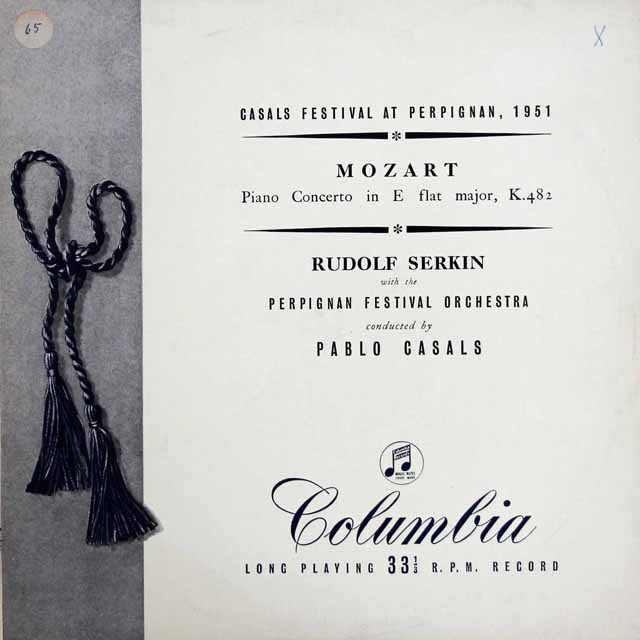 65
X
CASALS FESTIVAL AT PERPIGNAN, 1951
MOZART
Piano Concerto in E flat major, K.482
RUDOLF SERKIN
with the
PERPIGNAN FESTIVAL ORCHESTRA
conducted by
PABLO CASALS
Columbia
LONG PLAYING 33⅓ R.P.M. RECORD